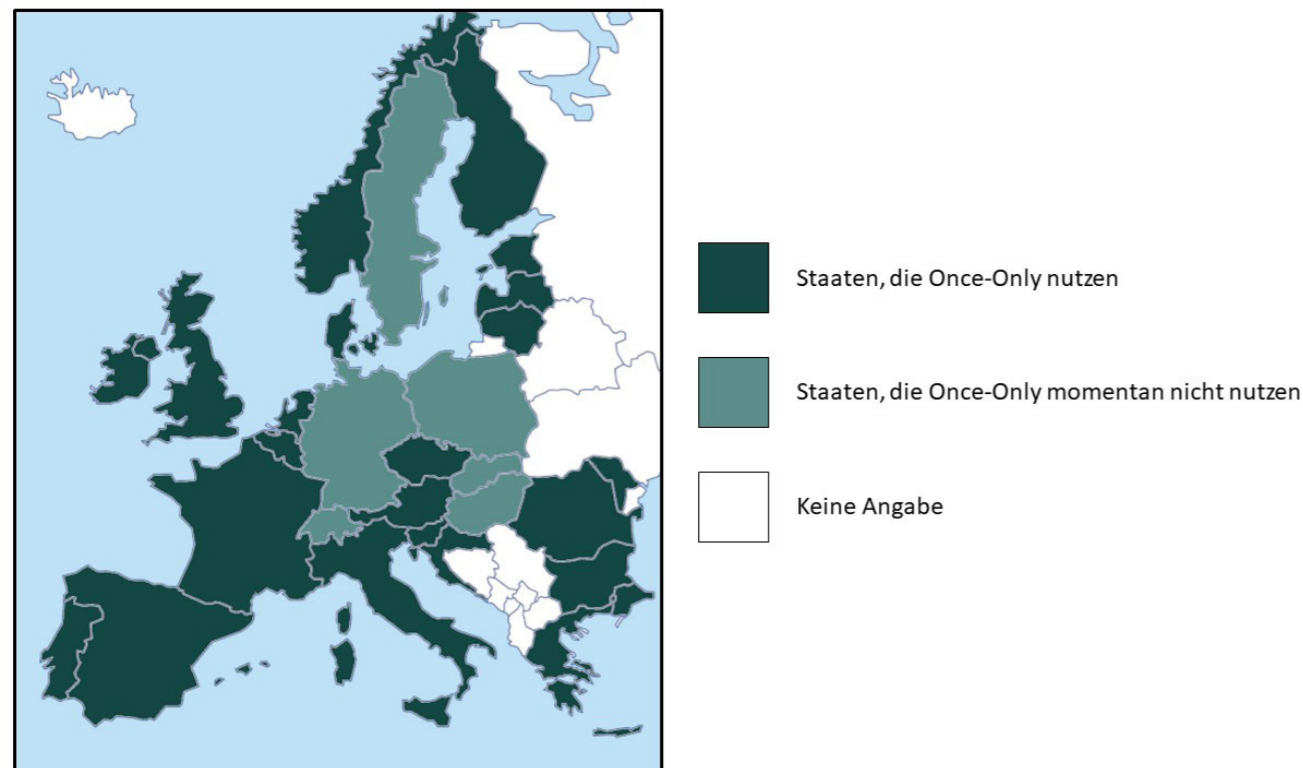 Staaten, die Once-Only nutzen
Staaten, die Once-Only momentan nicht nutzen
Keine Angabe